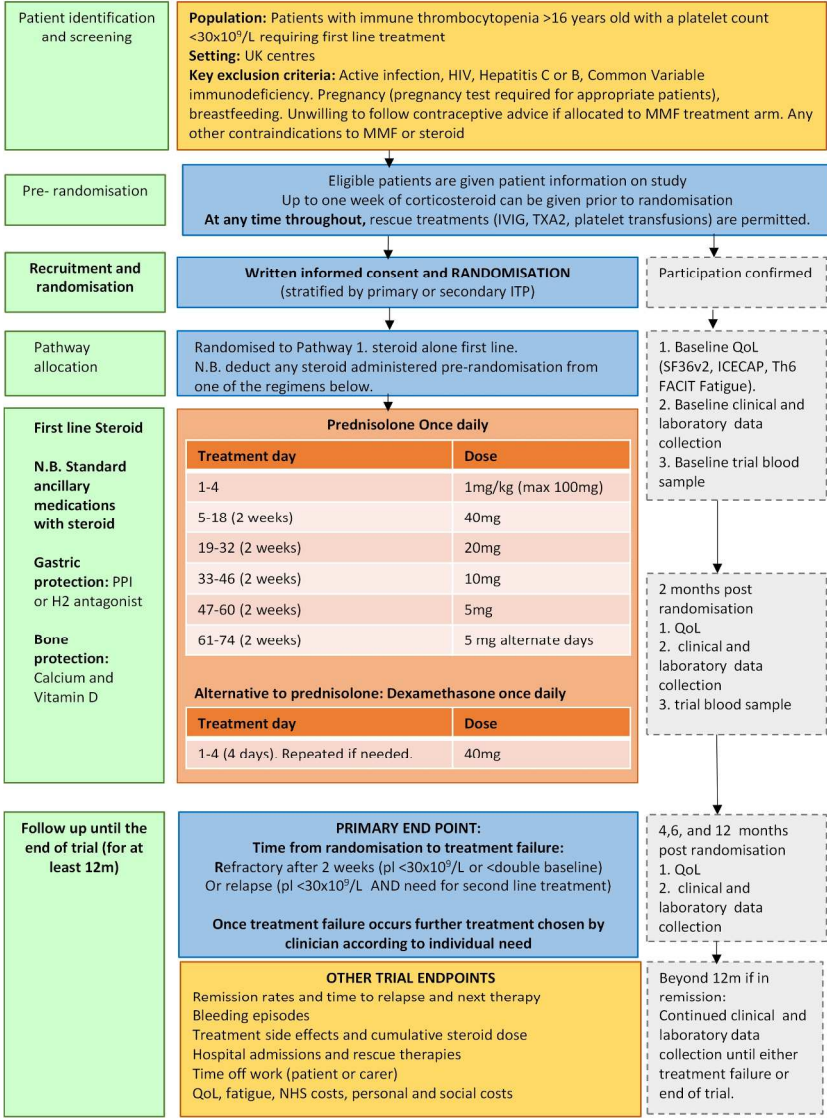 Patient identification
and screening
Population: Patients with immune thrombocytopenia >16 years old with a platelet count
<30x10⁹/L requiring first line treatment
Setting: UK centres
Key exclusion criteria: Active infection, HIV, Hepatitis C or B, Common Variable
immunodeficiency. Pregnancy (pregnancy test required for appropriate patients),
breastfeeding. Unwilling to follow contraceptive advice if allocated to MMF treatment arm. Any
other contraindications to MMF or steroid
Pre- randomisation
Eligible patients are given patient information on study
Up to one week of corticosteroid can be given prior to randomisation
At any time throughout, rescue treatments (IVIG, TXA2, platelet transfusions) are permitted.
Recruitment and
randomisation
Written informed consent and RANDOMISATION
(stratified by primary or secondary ITP)
Participation confirmed
Pathway
allocation
Randomised to Pathway 1. steroid alone first line.
N.B. deduct any steroid administered pre-randomisation from
one of the regimens below.
1. Baseline QoL
(SF36v2, ICECAP, Th6
FACIT Fatigue).
2. Baseline clinical and
laboratory data
collection
3. Baseline trial blood
sample
First line Steroid
N.B. Standard
ancillary
medications
with steroid
Gastric
protection: PPI
or H2 antagonist
Bone
protection:
Calcium and
Vitamin D
Prednisolone Once daily
Treatment day Dose
1-4 1mg/kg (max 100mg)
5-18 (2 weeks) 40mg
19-32 (2 weeks) 20mg
33-46 (2 weeks) 10mg
47-60 (2 weeks) 5mg
61-74 (2 weeks) 5 mg alternate days
Alternative to prednisolone: Dexamethasone once daily
Treatment day Dose
1-4 (4 days). Repeated if needed. 40mg
2 months post
randomisation
1. QoL
2. clinical and
laboratory data
collection
3. trial blood sample
Follow up until the
end of trial (for at
least 12m)
PRIMARY END POINT:
Time from randomisation to treatment failure:
Refractory after 2 weeks (pl <30x10⁹/L or <double baseline)
Or relapse (pl <30x10⁹/L AND need for second line treatment)
Once treatment failure occurs further treatment chosen by
clinician according to individual need
4,6, and 12 months
post randomisation
1. QoL
2. clinical and
laboratory data
collection
OTHER TRIAL ENDPOINTS
Remission rates and time to relapse and next therapy
Bleeding episodes
Treatment side effects and cumulative steroid dose
Hospital admissions and rescue therapies
Time off work (patient or carer)
QoL, fatigue, NHS costs, personal and social costs
Beyond 12m if in
remission:
Continued clinical and
laboratory data
collection until either
treatment failure or
end of trial.